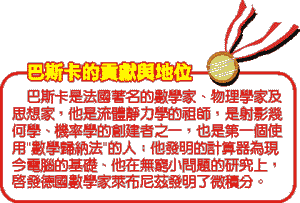 巴斯卡的貢獻與地位
巴斯卡是法國著名的數學家、物理學家及
思想家，他是流體靜力學的祖師，是射影幾
何學、機率學的創建者之一，也是第一個使
用"數學歸納法"的人；他發明的計算器為現
今電腦的基礎、他在無窮小問題的研究上，
啓發德國數學家萊布尼茲發明了微積分。